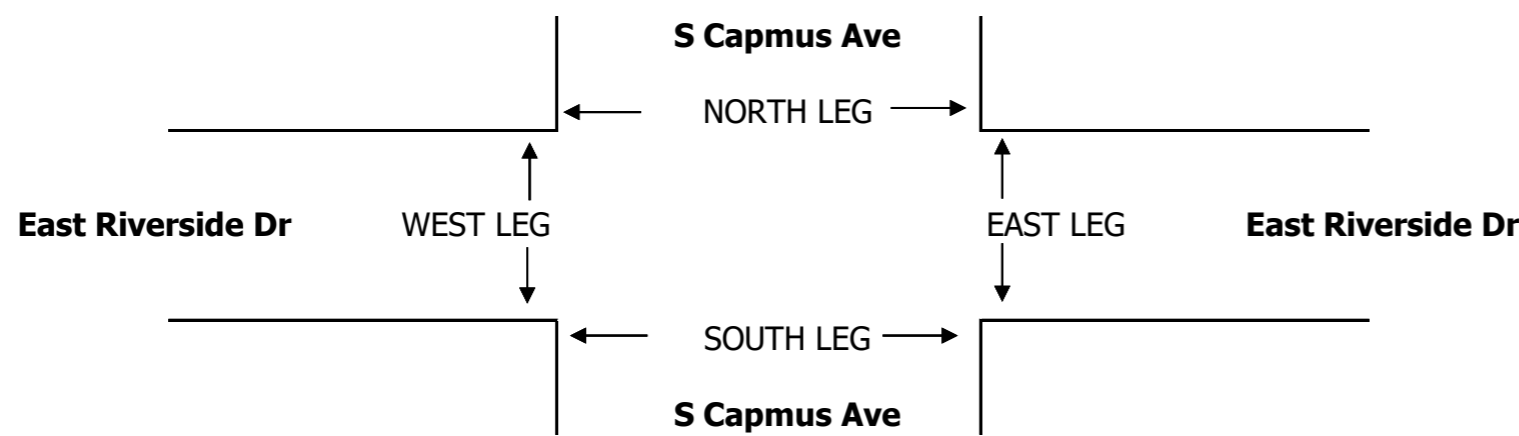 S Capmus Ave
NORTH LEG
East Riverside Dr WEST LEG EAST LEG East Riverside Dr
SOUTH LEG
S Capmus Ave